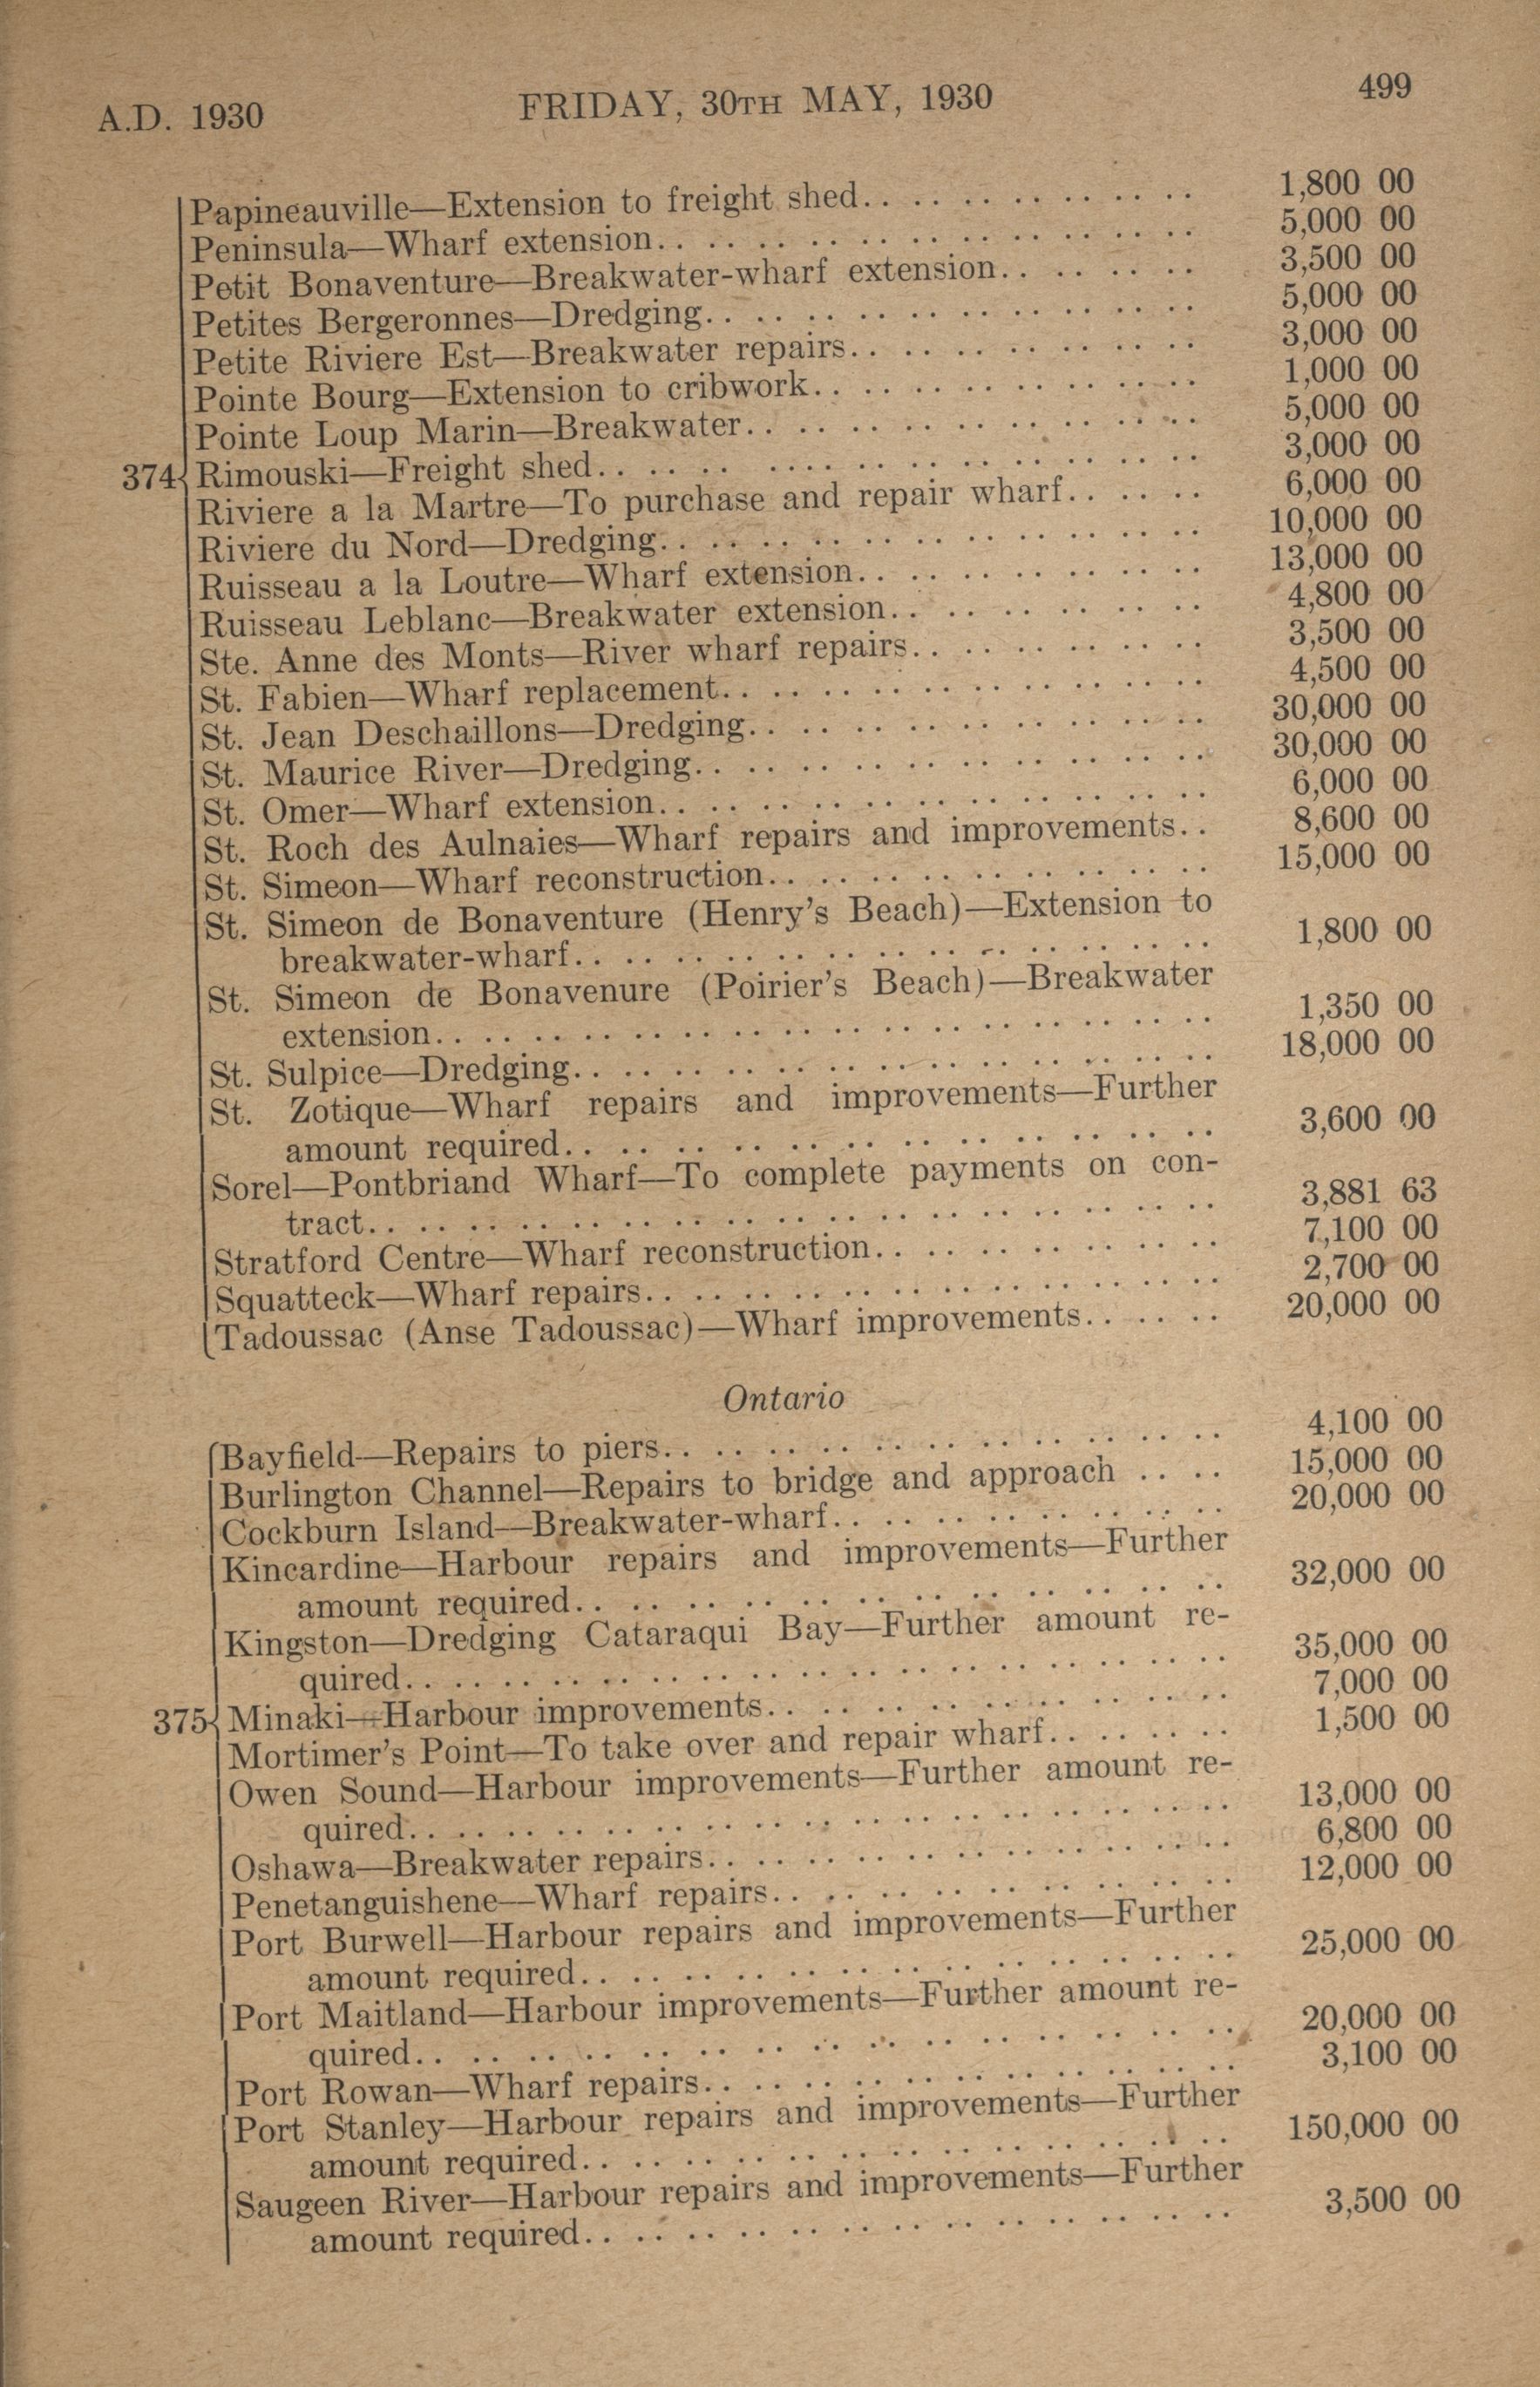 A.D. 1930 FRIDAY, 30TH MAY, 1930 499
Papineauville—Extension to freight shed.. .. .. .. .. .. .. 1,800 00
Peninsula—Wharf extension.. .. .. .. .. .. .. .. .. .. .. 5,000 00
Petit Bonaventure—Breakwater-wharf extension.. .. .. .. 3,500 00
Petites Bergeronnes—Dredging.. .. .. .. .. .. .. .. .. .. 5,000 00
Petite Riviere Est—Breakwater repairs.. .. .. .. .. .. .. 3,000 00
Pointe Bourg—Extension to cribwork.. .. .. .. .. .. .. .. 1,000 00
Pointe Loup Marin—Breakwater.. .. .. .. .. .. .. .. .. 5,000 00
374 Rimouski—Freight shed.. .. .. .. .. .. .. .. .. .. .. .. 3,000 00
Riviere a la Martre—To purchase and repair wharf.. .. .. 6,000 00
Riviere du Nord—Dredging.. .. .. .. .. .. .. .. .. .. .. 10,000 00
Ruisseau a la Loutre—Wharf extension.. .. .. .. .. .. .. 13,000 00
Ruisseau Leblanc—Breakwater extension.. .. .. .. .. .. 4,800 00
Ste. Anne des Monts—River wharf repairs.. .. .. .. .. .. 3,500 00
St. Fabien—Wharf replacement.. .. .. .. .. .. .. .. .. .. 4,500 00
St. Jean Deschaillons—Dredging.. .. .. .. .. .. .. .. .. 30,000 00
St. Maurice River—Dredging.. .. .. .. .. .. .. .. .. .. 30,000 00
St. Omer—Wharf extension.. .. .. .. .. .. .. .. .. .. .. 6,000 00
St. Roch des Aulnaies—Wharf repairs and improvements.. 8,600 00
St. Simeon—Wharf reconstruction.. .. .. .. .. .. .. .. .. 15,000 00
St. Simeon de Bonaventure (Henry's Beach)—Extension to
breakwater-wharf.. .. .. .. .. .. .. .. .. .. .. .. 1,800 00
St. Simeon de Bonavenure (Poirier's Beach)—Breakwater
extension.. .. .. .. .. .. .. .. .. .. .. .. .. .. .. 1,350 00
St. Sulpice—Dredging.. .. .. .. .. .. .. .. .. .. .. .. 18,000 00
St. Zotique—Wharf repairs and improvements—Further
amount required.. .. .. .. .. .. .. .. .. .. .. .. 3,600 00
Sorel—Pontbriand Wharf—To complete payments on con-
tract.. .. .. .. .. .. .. .. .. .. .. .. .. .. .. .. .. 3,881 63
Stratford Centre—Wharf reconstruction.. .. .. .. .. .. .. 7,100 00
Squatteck—Wharf repairs.. .. .. .. .. .. .. .. .. .. .. 2,700 00
Tadoussac (Anse Tadoussac)—Wharf improvements.. .. .. 20,000 00
Ontario
Bayfield—Repairs to piers.. .. .. .. .. .. .. .. .. .. .. 4,100 00
Burlington Channel—Repairs to bridge and approach .. .. 15,000 00
Cockburn Island—Breakwater-wharf.. .. .. .. .. .. .. .. 20,000 00
Kincardine—Harbour repairs and improvements—Further
amount required.. .. .. .. .. .. .. .. .. .. .. .. 32,000 00
Kingston—Dredging Cataraqui Bay—Further amount re-
quired.. .. .. .. .. .. .. .. .. .. .. .. .. .. .. .. 35,000 00
375 Minaki—Harbour improvements.. .. .. .. .. .. .. .. .. 7,000 00
Mortimer's Point—To take over and repair wharf.. .. .. .. 1,500 00
Owen Sound—Harbour improvements—Further amount re-
quired.. .. .. .. .. .. .. .. .. .. .. .. .. .. .. .. 13,000 00
Oshawa—Breakwater repairs.. .. .. .. .. .. .. .. .. .. 6,800 00
Penetanguishene—Wharf repairs.. .. .. .. .. .. .. .. .. 12,000 00
Port Burwell—Harbour repairs and improvements—Further
amount required.. .. .. .. .. .. .. .. .. .. .. .. 25,000 00
Port Maitland—Harbour improvements—Further amount re-
quired.. .. .. .. .. .. .. .. .. .. .. .. .. .. .. 20,000 00
Port Rowan—Wharf repairs.. .. .. .. .. .. .. .. .. .. 3,100 00
Port Stanley—Harbour repairs and improvements—Further
amount required.. .. .. .. .. .. .. .. .. .. .. .. 150,000 00
Saugeen River—Harbour repairs and improvements—Further
amount required.. .. .. .. .. .. .. .. .. .. .. .. 3,500 00